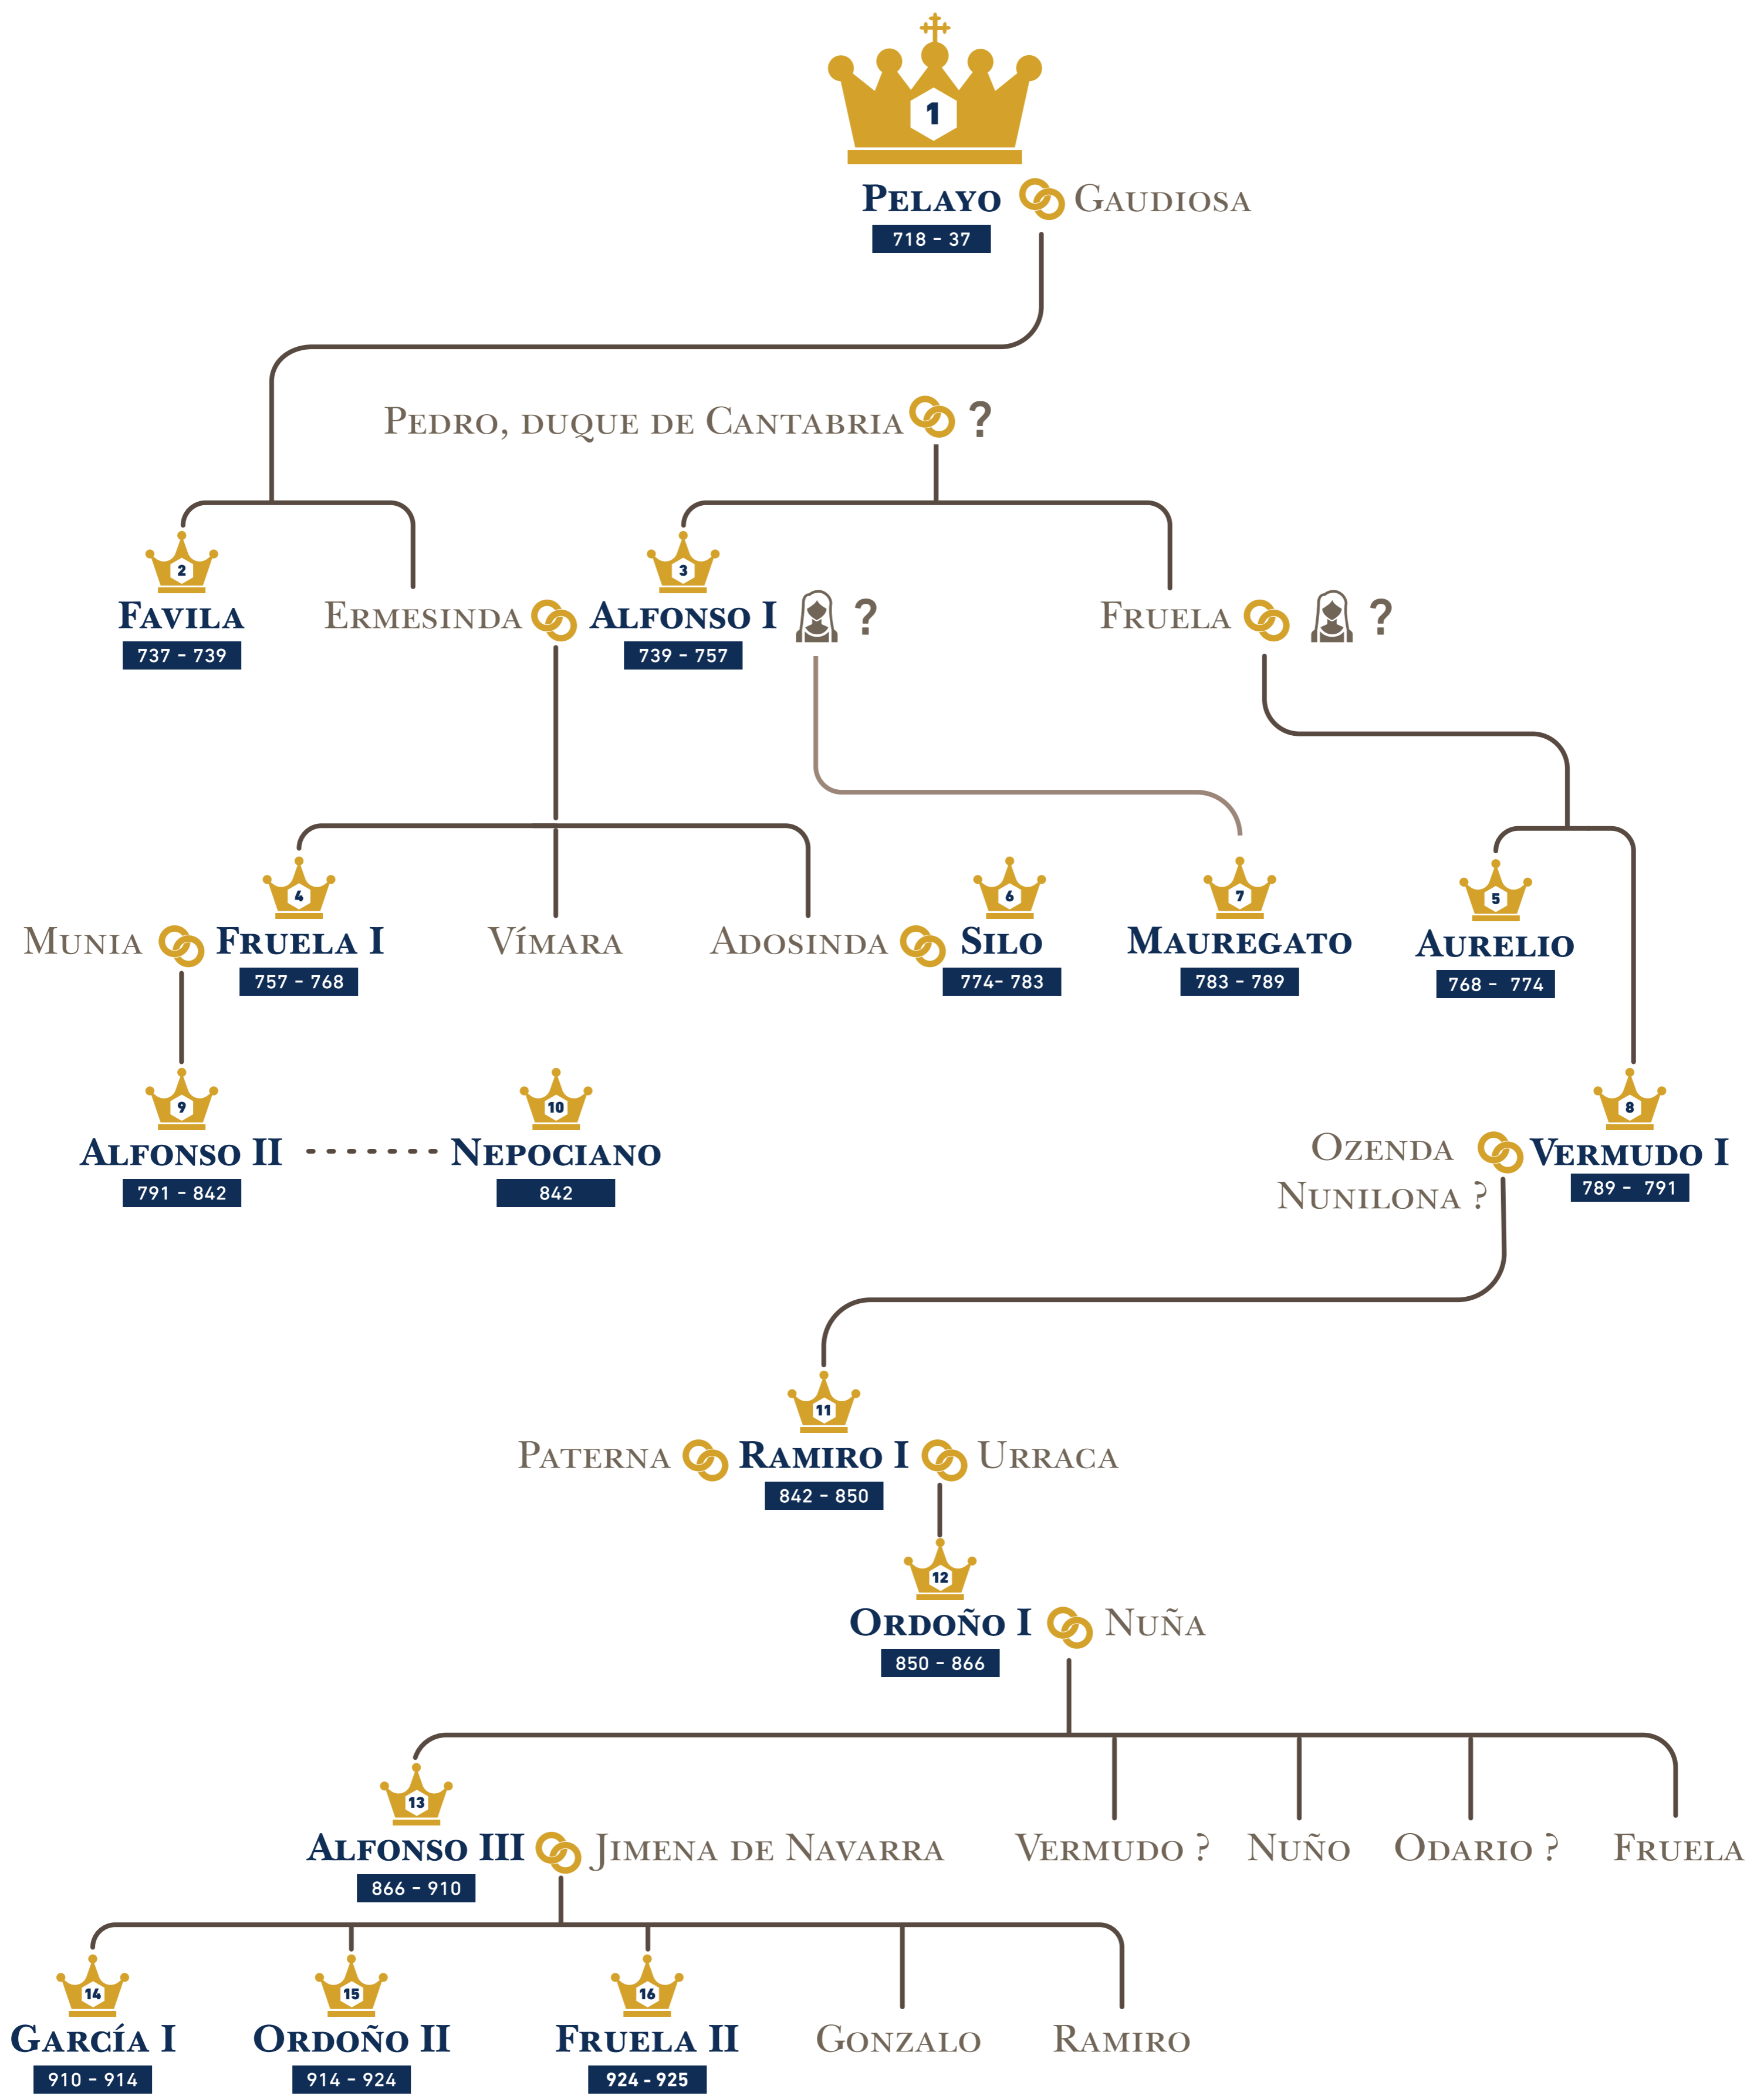 1
Pelayo Gaudiosa
718 - 37
Pedro, duque de Cantabria ?
2 3
Favila Ermesinda Alfonso I ? Fruela ?
737 - 739 739 - 757
4 6 7 5
Munia Fruela I Vímara Adosinda Silo Mauregato Aurelio
757 - 768 774- 783 783 - 789 768 - 774
9 10 8
Alfonso II Nepociano Ozenda Vermudo I
Nunilona ?
791 - 842 842 789 - 791
11
Paterna Ramiro I Urraca
842 - 850
12
Ordoño I Nuña
850 - 866
13
Alfonso III Jimena de Navarra Vermudo ? Nuño Odario ? Fruela
866 - 910
14 15 16
García I Ordoño II Fruela II Gonzalo Ramiro
910 - 914 914 - 924 924 - 925